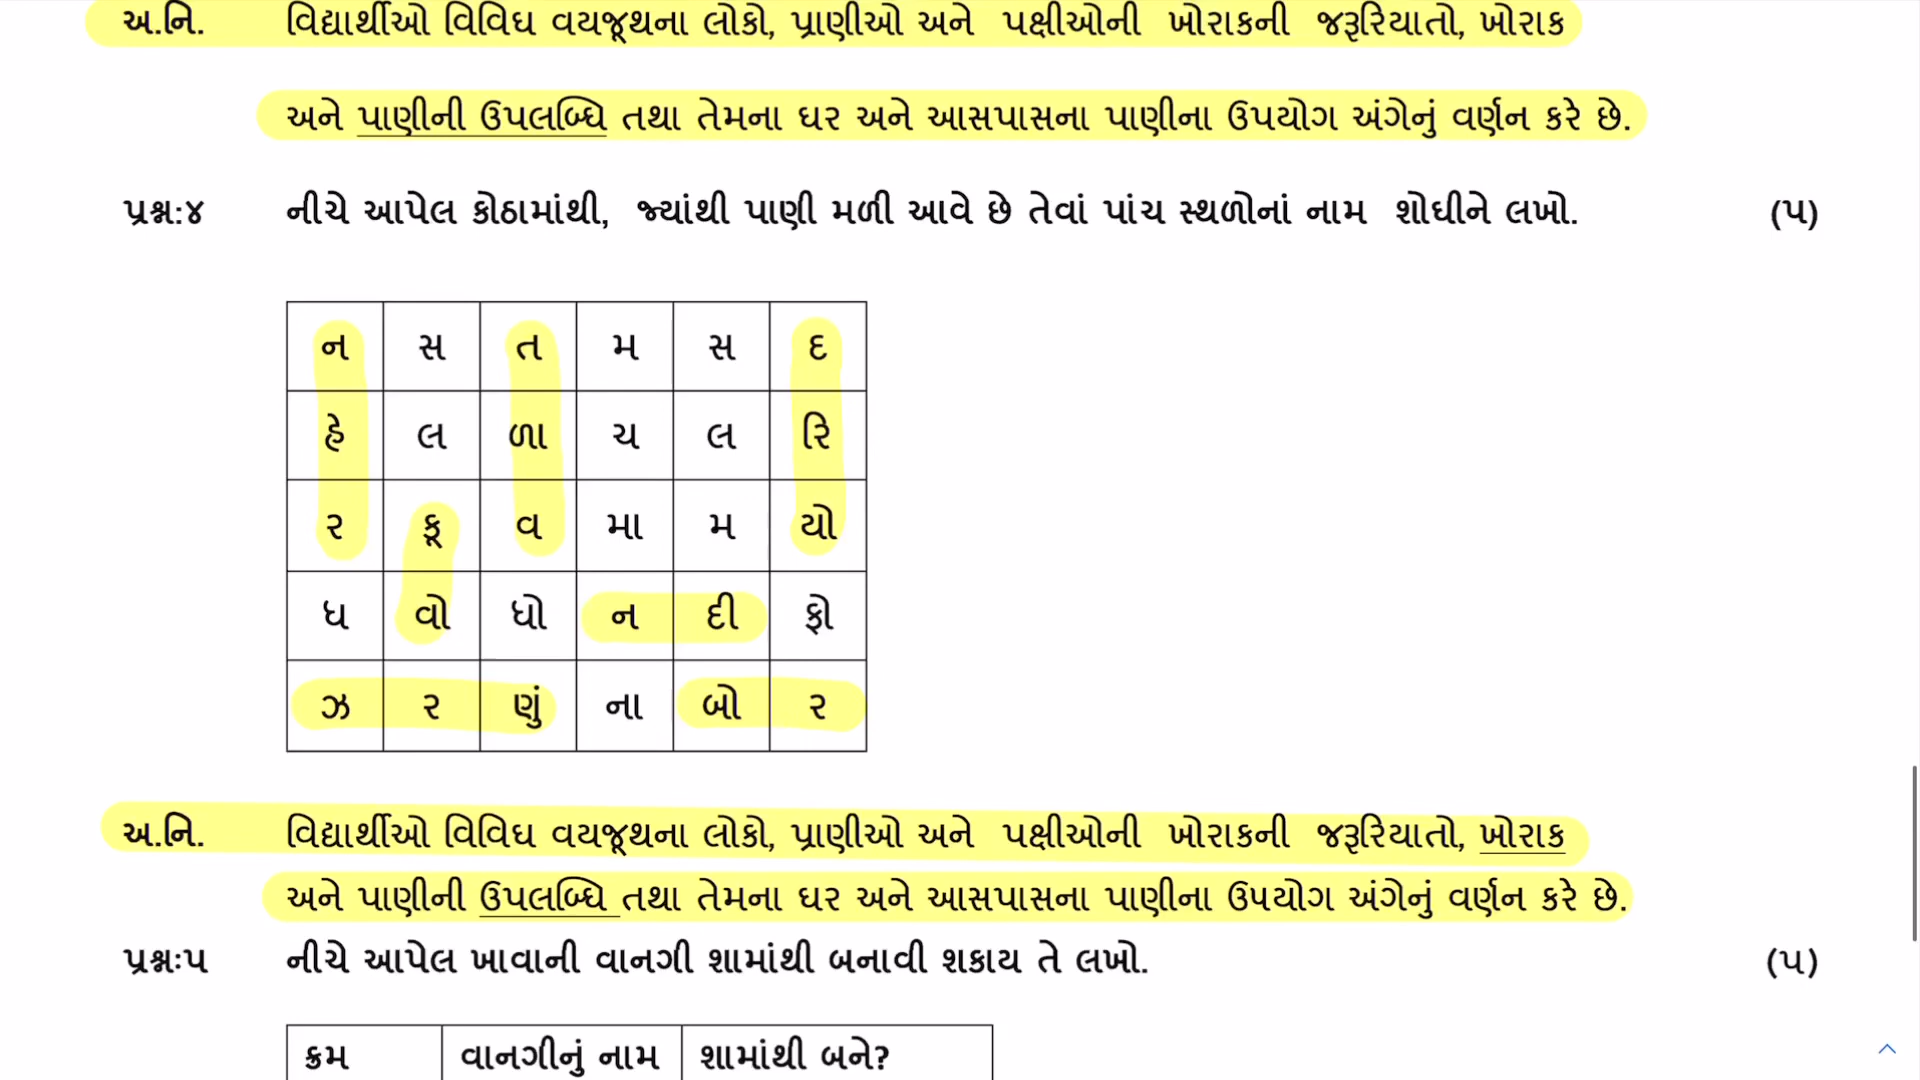 અ.નિ. વિદ્યાર્થીઓ વિવિધ વયજૂથના લોકો, પ્રાણીઓ અને પક્ષીઓની ખોરાકની જરૂરિયાતો, ખોરાક
અને પાણીની ઉપલબ્ધિ તથા તેમના ઘર અને આસપાસના પાણીના ઉપયોગ અંગેનું વર્ણન કરે છે.
પ્રશ્ન:૪ નીચે આપેલ કોઠામાંથી, જ્યાંથી પાણી મળી આવે છે તેવાં પાંચ સ્થળોનાં નામ શોધીને લખો. (૫)
ન સ ત મ સ દ
હે લ ળા ચ લ રિ
ર કૂ વ મા મ યો
ધ વો ધો ન દી ફો
ઝ ર ણું ના બો ર
અ.નિ. વિદ્યાર્થીઓ વિવિધ વયજૂથના લોકો, પ્રાણીઓ અને પક્ષીઓની ખોરાકની જરૂરિયાતો, ખોરાક
અને પાણીની ઉપલબ્ધિ તથા તેમના ઘર અને આસપાસના પાણીના ઉપયોગ અંગેનું વર્ણન કરે છે.
પ્રશ્ન:૫ નીચે આપેલ ખાવાની વાનગી શામાંથી બનાવી શકાય તે લખો. (૫)
ક્રમ વાનગીનું નામ શામાંથી બને?